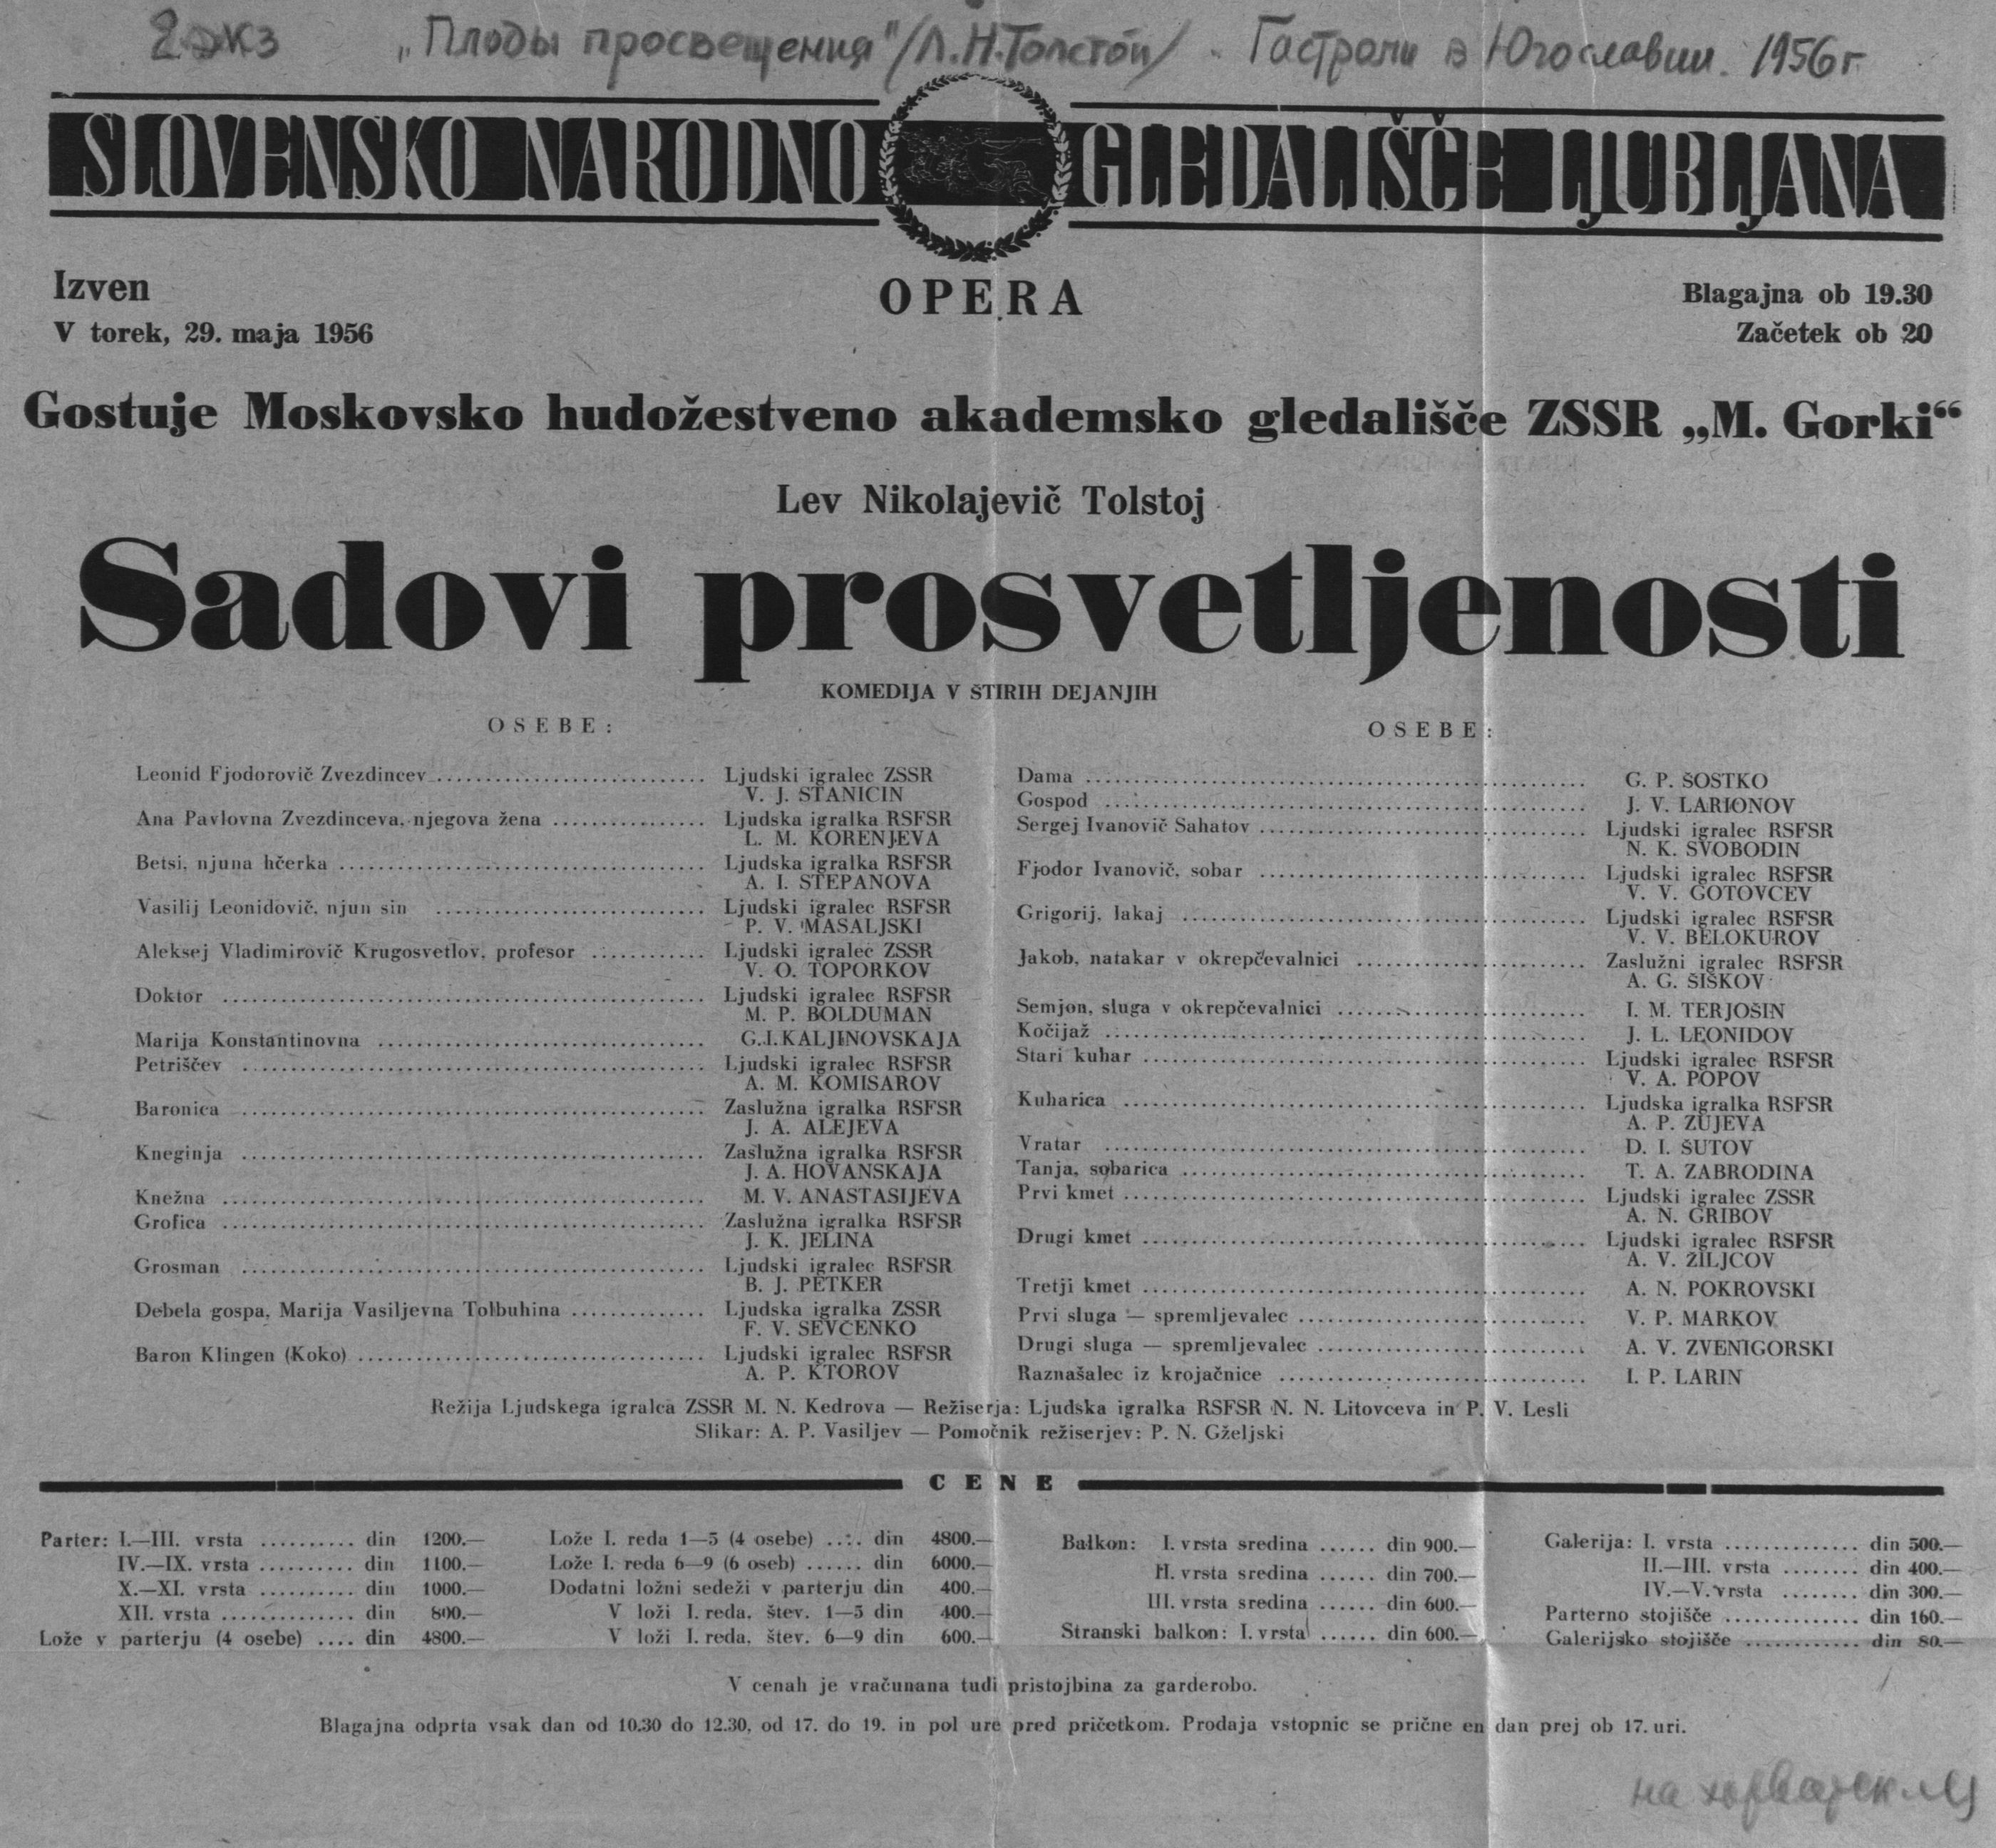 2 экз „Плоды просвещения" (Л.Н.Толстой) . Гастроли в Югославии. 1956 г.
SLOVENSKO NARODNO GLEDALIŠČE LJUBLJANA
Izven
OPERA
Blagajna ob 19.30
V torek, 29. maja 1956
Začetek ob 20
Gostuje Moskovsko hudožestveno akademsko gledališče ZSSR „M. Gorki“
Lev Nikolajevič Tolstoj
Sadovi prosvetljenosti
KOMEDIJA V ŠTIRIH DEJANJIH
OSEBE:
Leonid Fjodorovič Zvezdincev ........ Ljudski igralec ZSSR
V. J. STANICIN
Ana Pavlovna Zvezdinceva, njegova žena ........ Ljudska igralka RSFSR
L. M. KORENJEVA
Betsi, njuna hčerka ........ Ljudska igralka RSFSR
A. I. STEPANOVA
Vasilij Leonidovič, njun sin ........ Ljudski igralec RSFSR
P. V. MASALJSKI
Aleksej Vladimirovič Krugosvetlov, profesor ........ Ljudski igralec ZSSR
V. O. TOPORKOV
Doktor ........ Ljudski igralec RSFSR
M. P. BOLDUMAN
Marija Konstantinovna ........ G. I. KALJINOVSKAJA
Petriščev ........ Ljudski igralec RSFSR
A. M. KOMISAROV
Baronica ........ Zaslužna igralka RSFSR
J. A. ALEJEVA
Kneginja ........ Zaslužna igralka RSFSR
J. A. HOVANSKAJA
Knežna ........ M. V. ANASTASIJEVA
Grofica ........ Zaslužna igralka RSFSR
J. K. JELINA
Grosman ........ Ljudski igralec RSFSR
B. J. PETKER
Debela gospa, Marija Vasiljevna Tolbuhina ........ Ljudska igralka ZSSR
F. V. ŠEVČENKO
Baron Klingen (Koko) ........ Ljudski igralec RSFSR
A. P. KTOROV
OSEBE:
Dama ........ G. P. ŠOSTKO
Gospod ........ J. V. LARIONOV
Sergej Ivanovič Sahatov ........ Ljudski igralec RSFSR
N. K. SVOBODIN
Fjodor Ivanovič, sobar ........ Ljudski igralec RSFSR
V. V. GOTOVCEV
Grigorij, lakaj ........ Ljudski igralec RSFSR
V. V. BELOKUROV
Jakob, natakar v okrepčevalnici ........ Zaslužni igralec RSFSR
A. G. ŠIŠKOV
Semjon, sluga v okrepčevalnici ........ I. M. TERJOŠIN
Kočijaž ........ J. L. LEONIDOV
Stari kuhar ........ Ljudski igralec RSFSR
V. A. POPOV
Kuharica ........ Ljudska igralka RSFSR
A. P. ZUJEVA
Vratar ........ D. I. ŠUTOV
Tanja, sobarica ........ T. A. ZABRODINA
Prvi kmet ........ Ljudski igralec ZSSR
A. N. GRIBOV
Drugi kmet ........ Ljudski igralec RSFSR
A. V. ŽILJCOV
Tretji kmet ........ A. N. POKROVSKI
Prvi sluga — spremljevalec ........ V. P. MARKOV
Drugi sluga — spremljevalec ........ A. V. ZVENIGORSKI
Raznašalec iz krojačnice ........ I. P. LARIN
Režija Ljudskega igralca ZSSR M. N. Kedrova — Režiserja: Ljudska igralka RSFSR N. N. Litovceva in P. V. Lesli
Slikar: A. P. Vasiljev — Pomočnik režiserjev: P. N. Gželjski
CENE
Parter: I.—III. vrsta .......... din 1200.—
IV.—IX. vrsta .......... din 1100.—
X.—XI. vrsta .......... din 1000.—
XII. vrsta .............. din 800.—
Lože v parterju (4 osebe) .... din 4800.—
Lože I. reda 1—5 (4 osebe) .... din 4800.—
Lože I. reda 6—9 (6 oseb) ...... din 6000.—
Dodatni ložni sedeži v parterju din 400.—
V loži I. reda, štev. 1—5 din 400.—
V loži I. reda, štev. 6—9 din 600.—
Balkon: I. vrsta sredina ...... din 900.—
II. vrsta sredina ...... din 700.—
III. vrsta sredina ...... din 600.—
Stranski balkon: I. vrsta ...... din 600.—
Galerija: I. vrsta .............. din 500.—
II.—III. vrsta ........ din 400.—
IV.—V. vrsta ....... din 300.—
Parterno stojišče .............. din 160.—
Galerijsko stojišče ............ din 80.—
V cenah je vračunana tudi pristojbina za garderobo.
Blagajna odprta vsak dan od 10.30 do 12.30, od 17. do 19. in pol ure pred pričetkom. Prodaja vstopnic se prične en dan prej ob 17. uri.
на хорватск.